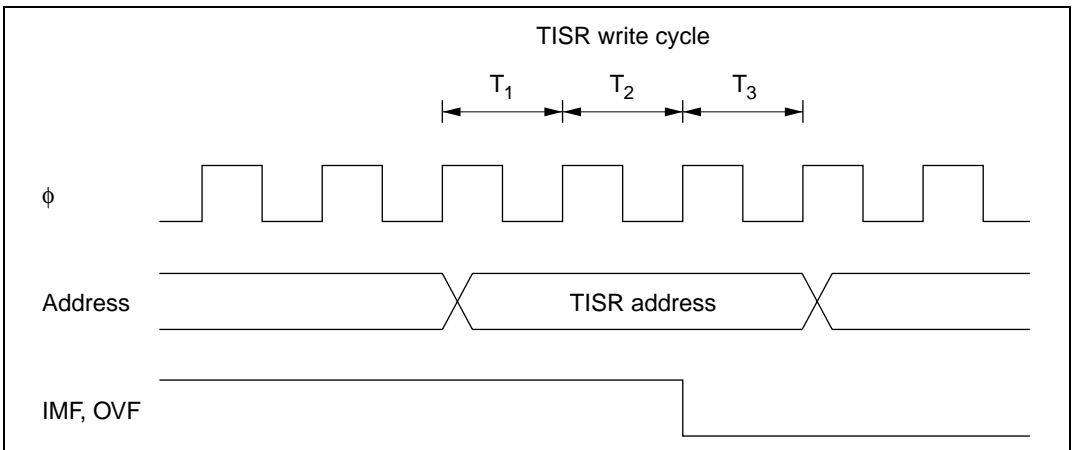 TISR write cycle
T1 T2 T3
ϕ
Address
TISR address
IMF, OVF